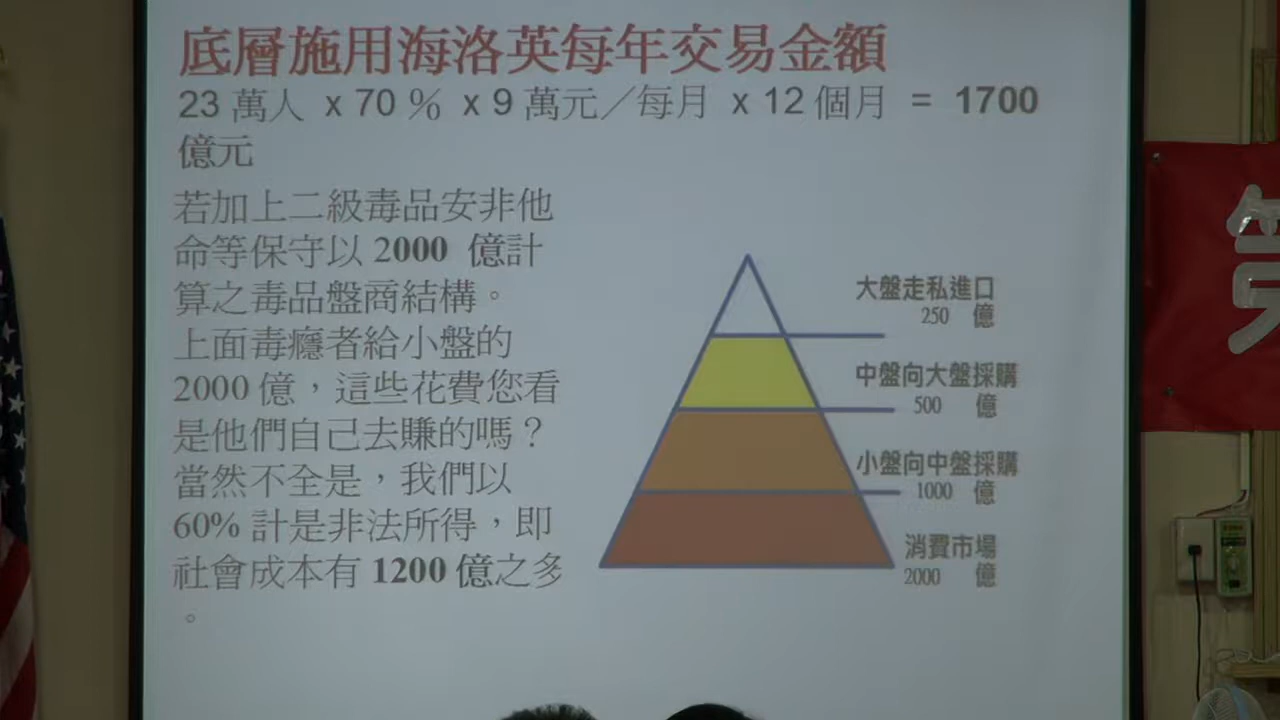 底層施用海洛英每年交易金額
23 萬人 x 70 % x 9 萬元／每月 x 12 個月 = 1700
億元
若加上二級毒品安非他
命等保守以 2000 億計
算之毒品盤商結構。
上面毒癮者給小盤的
2000 億，這些花費您看
是他們自己去賺的嗎？
當然不全是，我們以
60% 計是非法所得，即
社會成本有 1200 億之多
。
大盤走私進口
250 億
中盤向大盤採購
500 億
小盤向中盤採購
1000 億
消費市場
2000 億
第